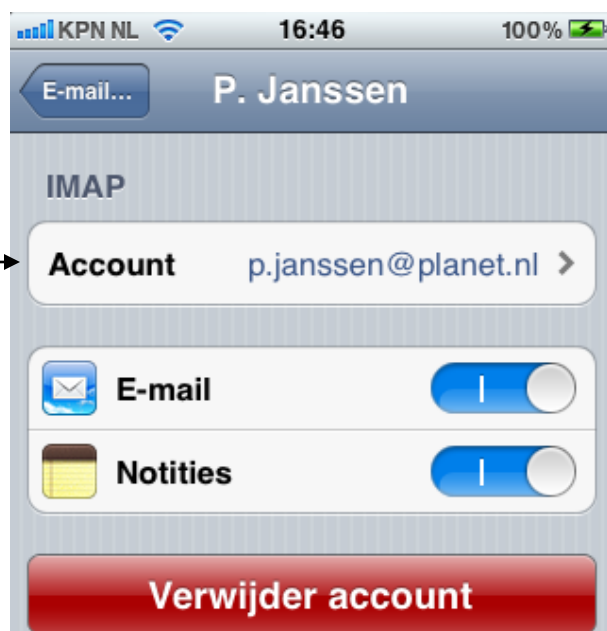 KPN NL 16:46 100%
E-mail... P. Janssen
IMAP
Account p.janssen@planet.nl
E-mail
Notities
Verwijder account